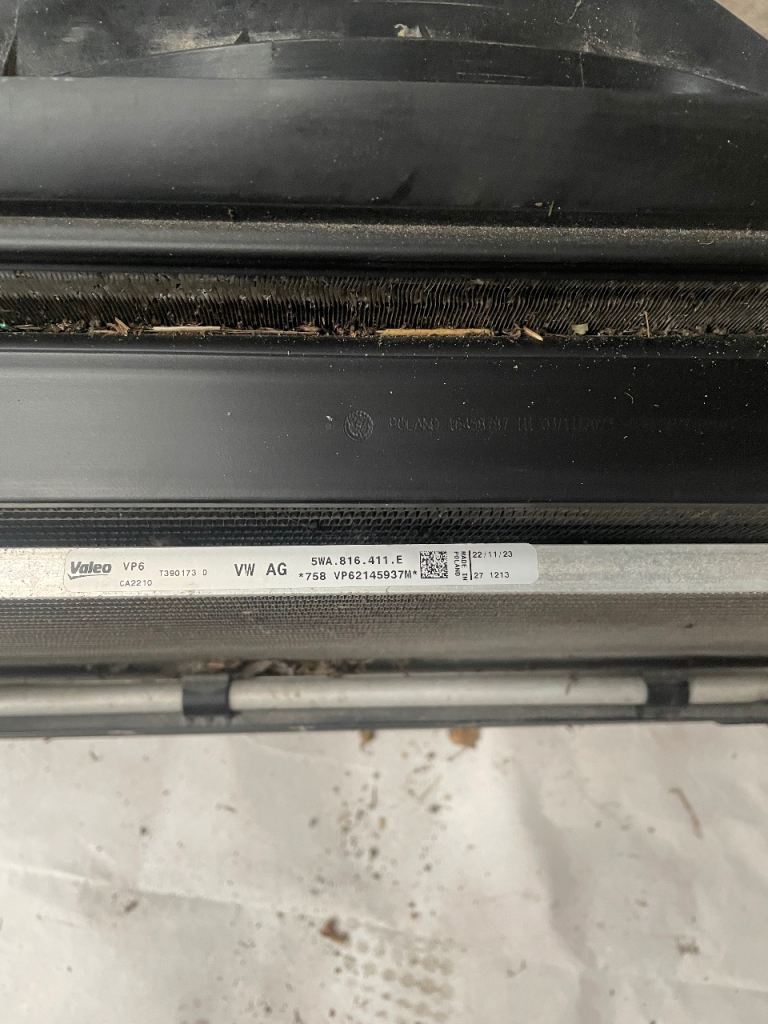 POLAND
Valeo VP6 T390173 D
CA2210
VW AG
5WA.816.411.E
*758 VP62145937M*
MADE IN
POLAND
22/11/23
27 1213